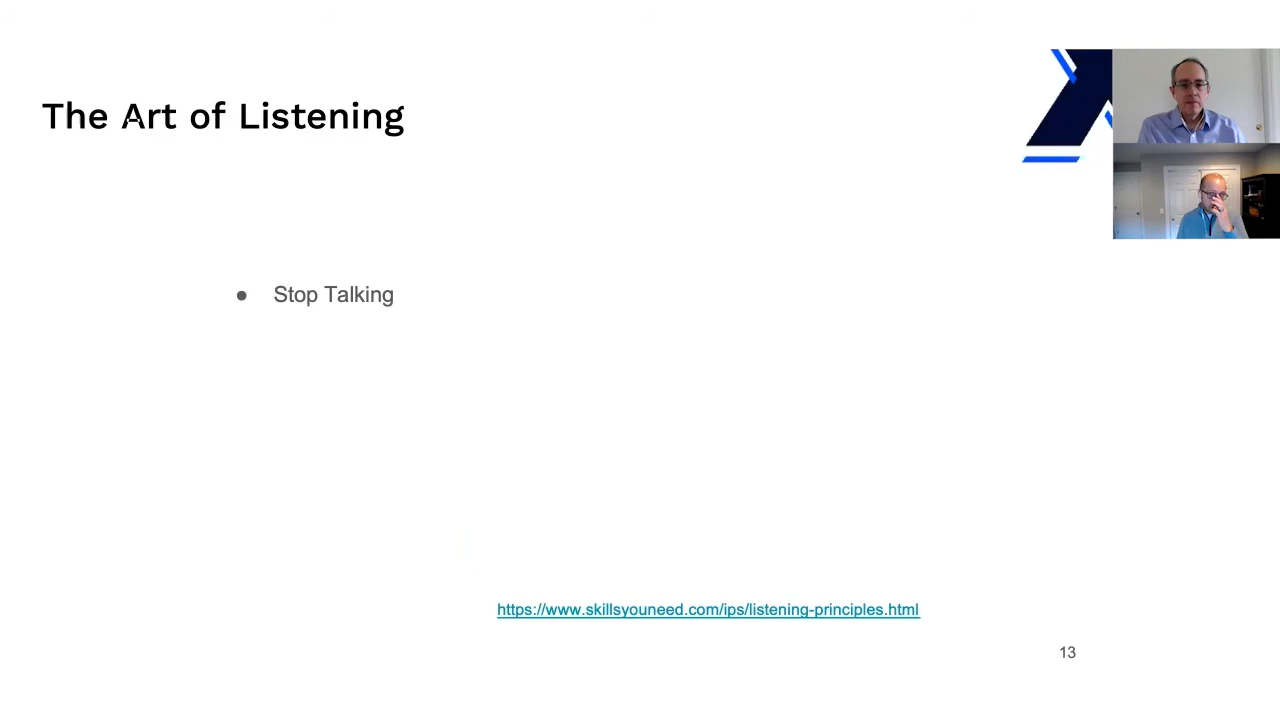 The Art of Listening
● Stop Talking
https://www.skillsyouneed.com/ips/listening-principles.html
13